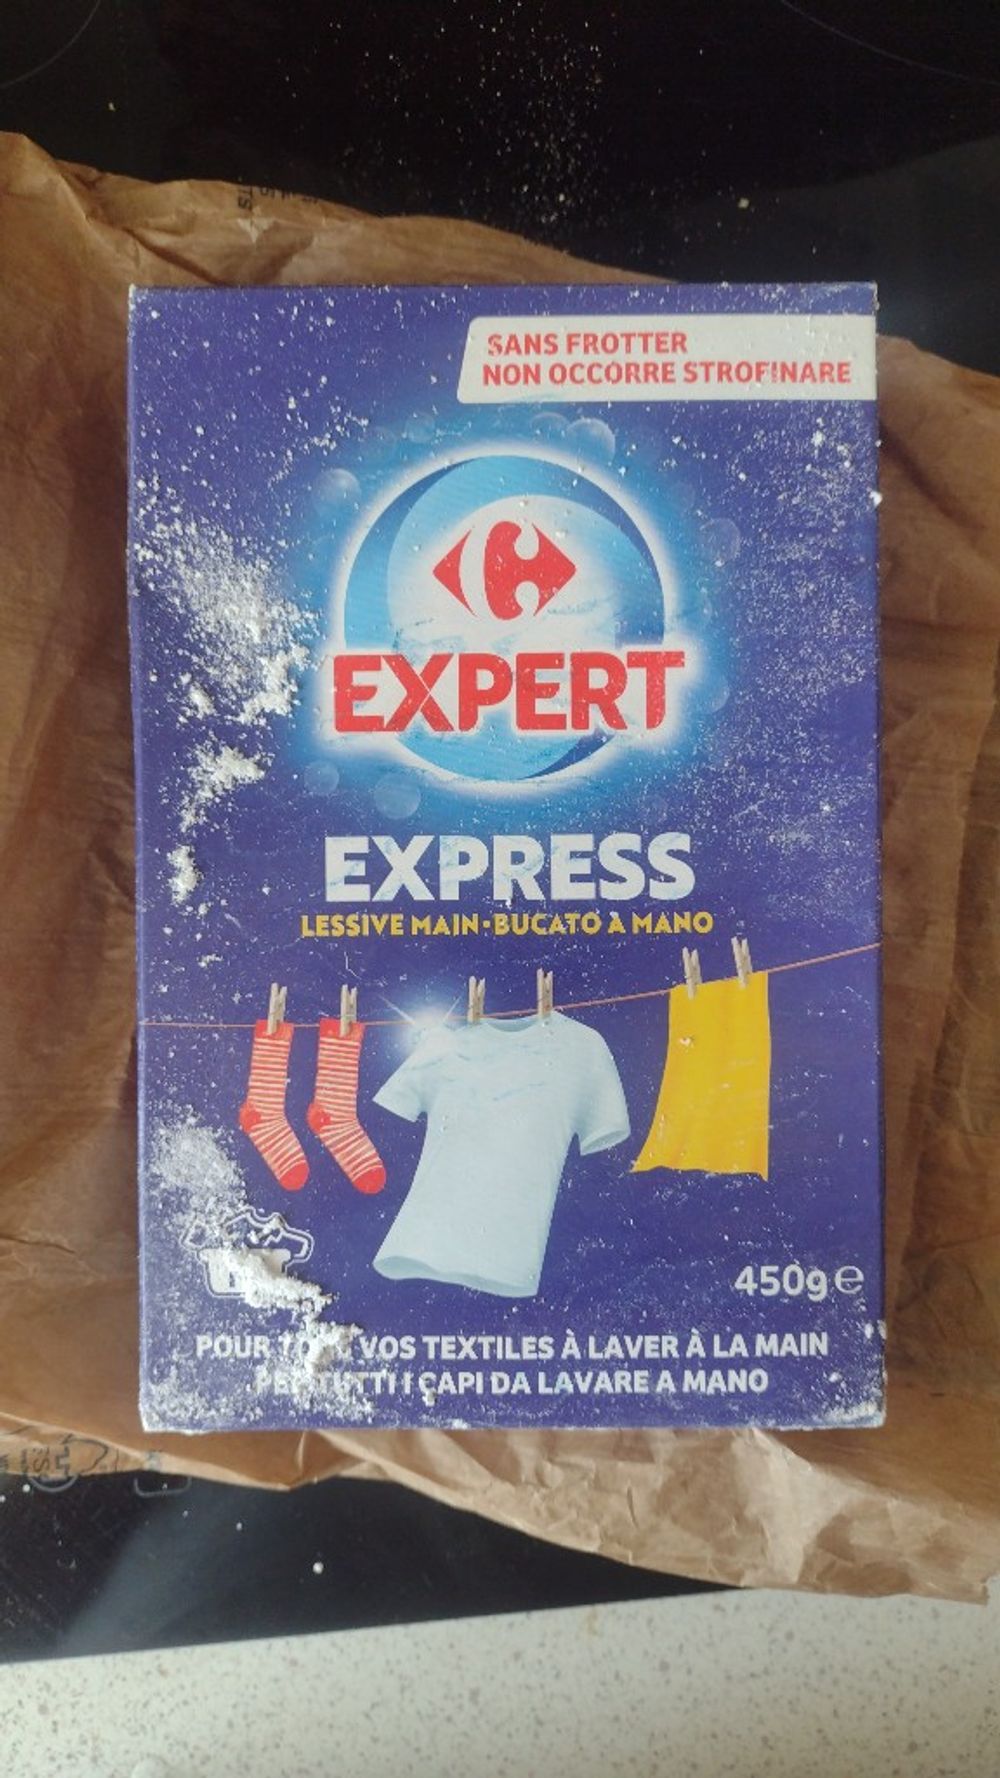 SANS FROTTER
NON OCCORRE STROFINARE
EXPERT
EXPRESS
LESSIVE MAIN•BUCATO A MANO
450g e
POUR VOS TEXTILES À LAVER À LA MAIN
TUTTI I CAPI DA LAVARE A MANO